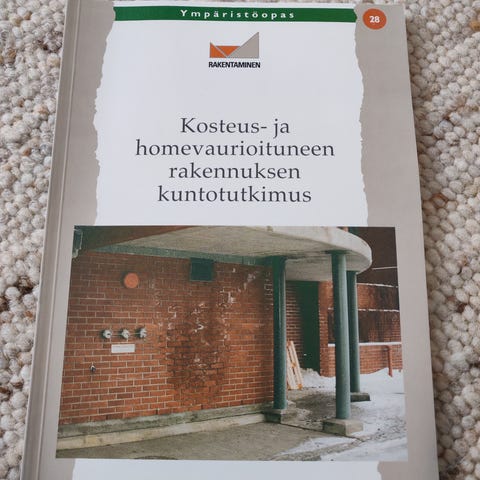 Ympäristöopas
28
RAKENTAMINEN
Kosteus- ja
homevaurioituneen
rakennuksen
kuntotutkimus